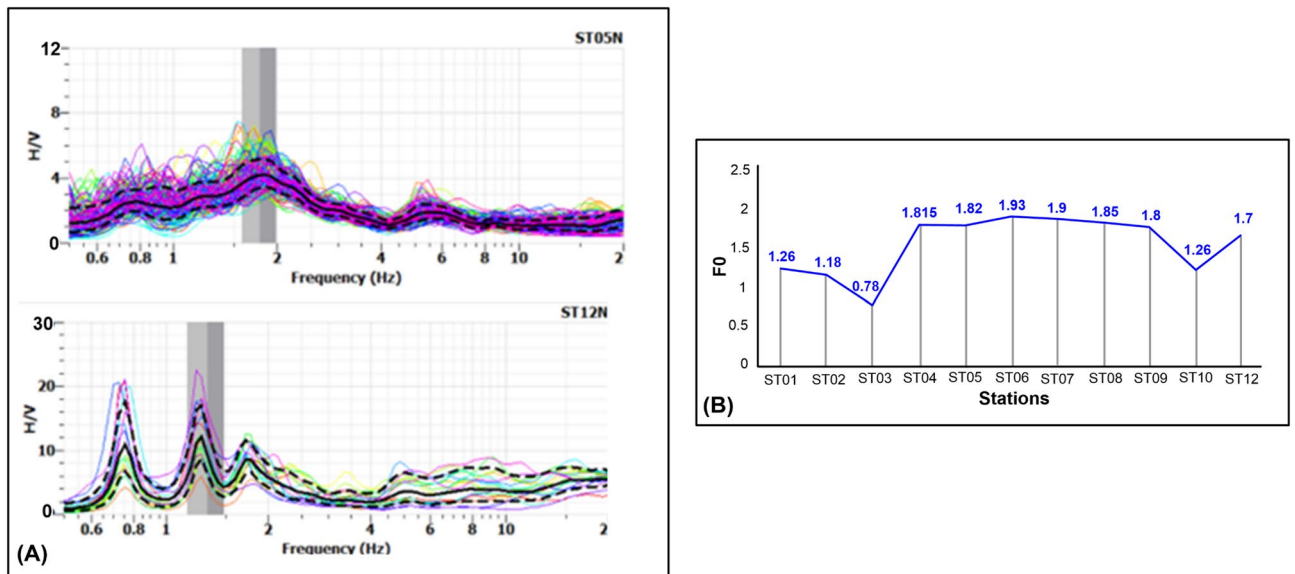 ST05N
12
8
4
0
H/V
0.6 0.8 1 2 4 6 8 10 2
Frequency (Hz)
ST12N
30
20
10
0
H/V
0.6 0.8 1 2 4 6 8 10 2
Frequency (Hz)
(A)
2.5
2
1.5
1
0.5
0
F0
1.26 1.18 0.78 1.815 1.82 1.93 1.9 1.85 1.8 1.26 1.7
ST01 ST02 ST03 ST04 ST05 ST06 ST07 ST08 ST09 ST10 ST12
Stations
(B)